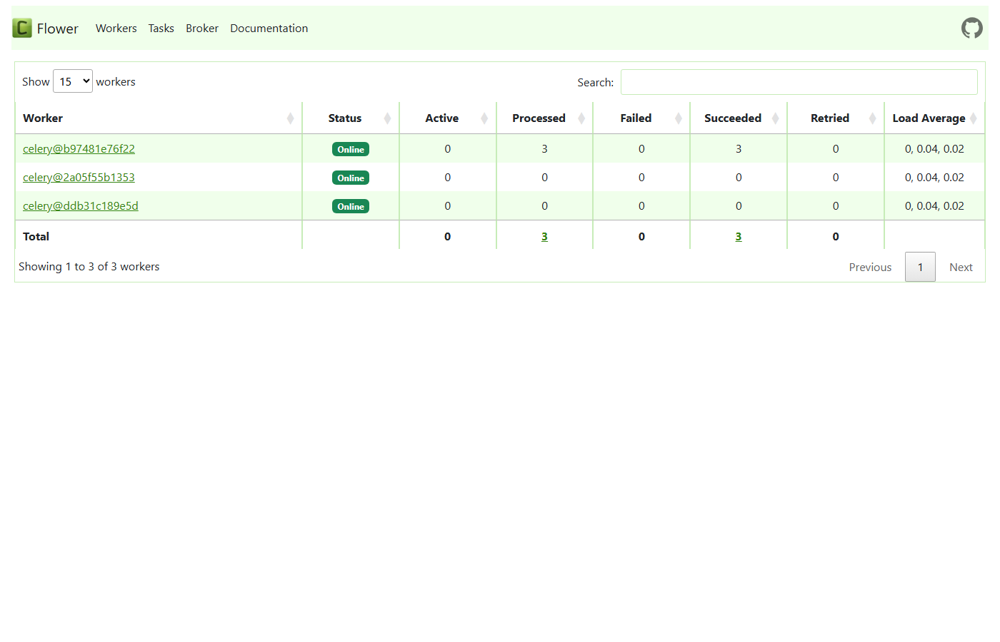 C Flower Workers Tasks Broker Documentation
Show 15 workers Search:
Worker Status Active Processed Failed Succeeded Retried Load Average
celery@b97481e76f22 Online 0 3 0 3 0 0, 0.04, 0.02
celery@2a05f55b1353 Online 0 0 0 0 0 0, 0.04, 0.02
celery@ddb31c189e5d Online 0 0 0 0 0 0, 0.04, 0.02
Total 0 3 0 3 0
Showing 1 to 3 of 3 workers Previous 1 Next